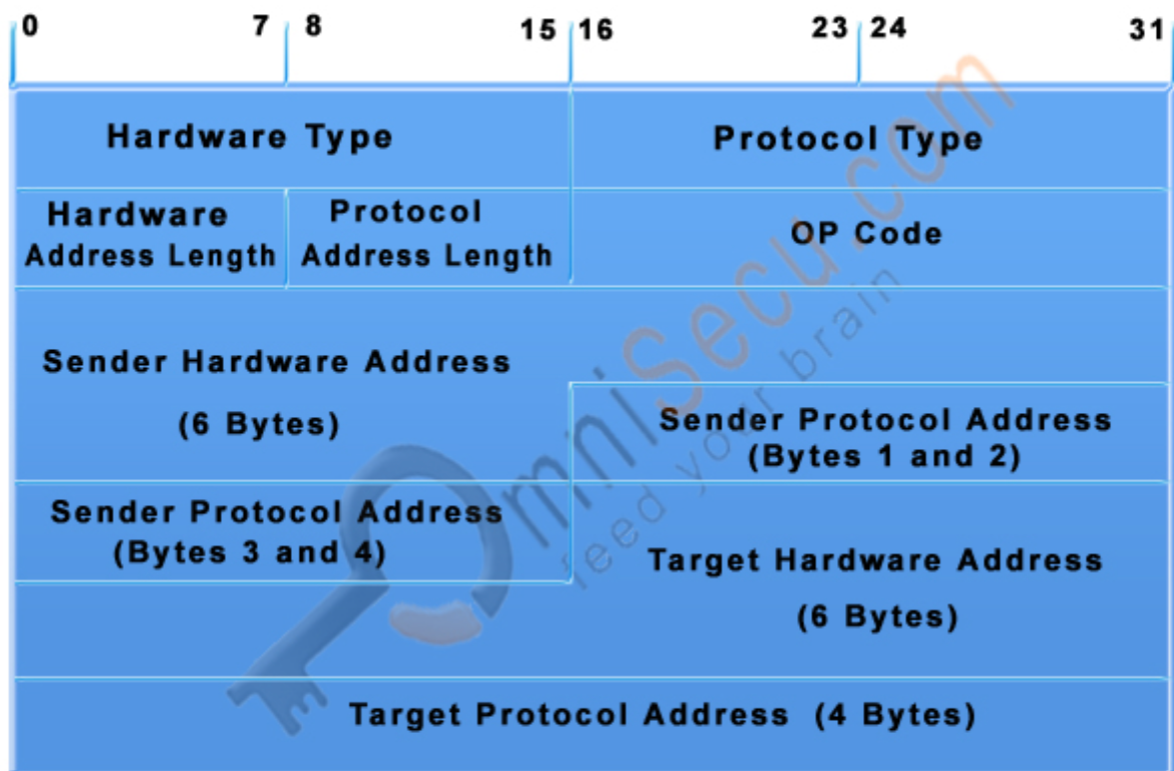 0 7 8 15 16 23 24 31
Hardware Type
Protocol Type
Hardware
Address Length
Protocol
Address Length
OP Code
Sender Hardware Address
(6 Bytes)
Sender Protocol Address
(Bytes 1 and 2)
Sender Protocol Address
(Bytes 3 and 4)
Target Hardware Address
(6 Bytes)
Target Protocol Address (4 Bytes)
OmniSecu.com
feed your brain